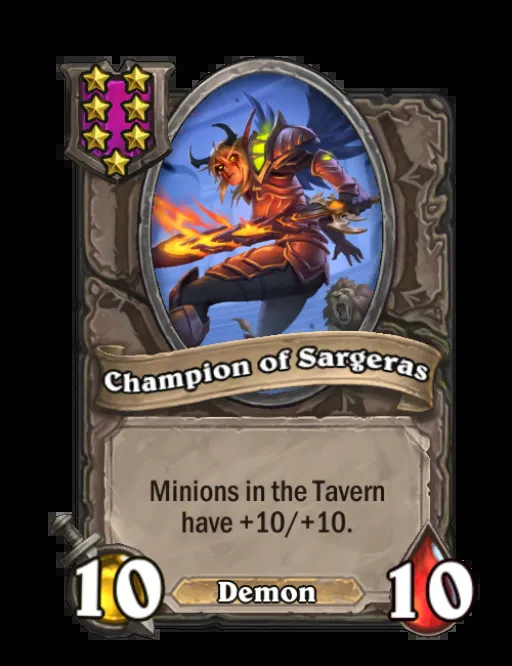 Champion of Sargeras
Minions in the Tavern
have +10/+10.
10
Demon
10